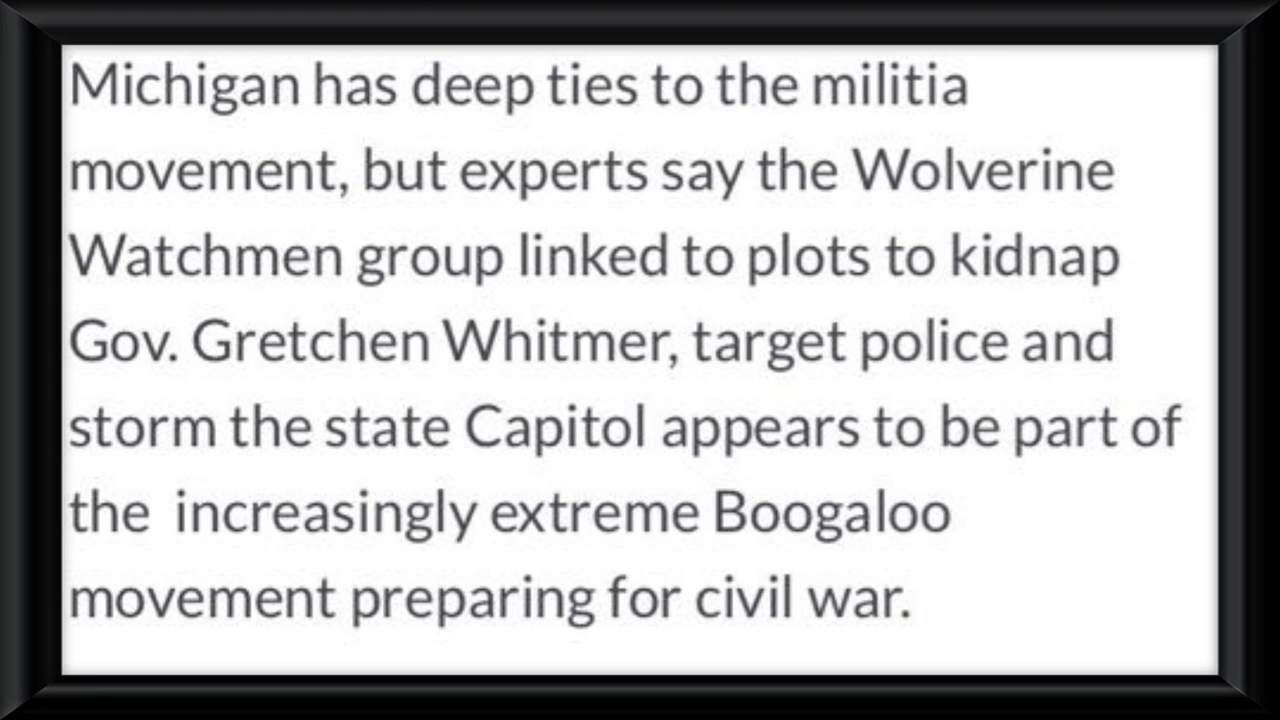 Michigan has deep ties to the militia
movement, but experts say the Wolverine
Watchmen group linked to plots to kidnap
Gov. Gretchen Whitmer, target police and
storm the state Capitol appears to be part of
the  increasingly extreme Boogaloo
movement preparing for civil war.